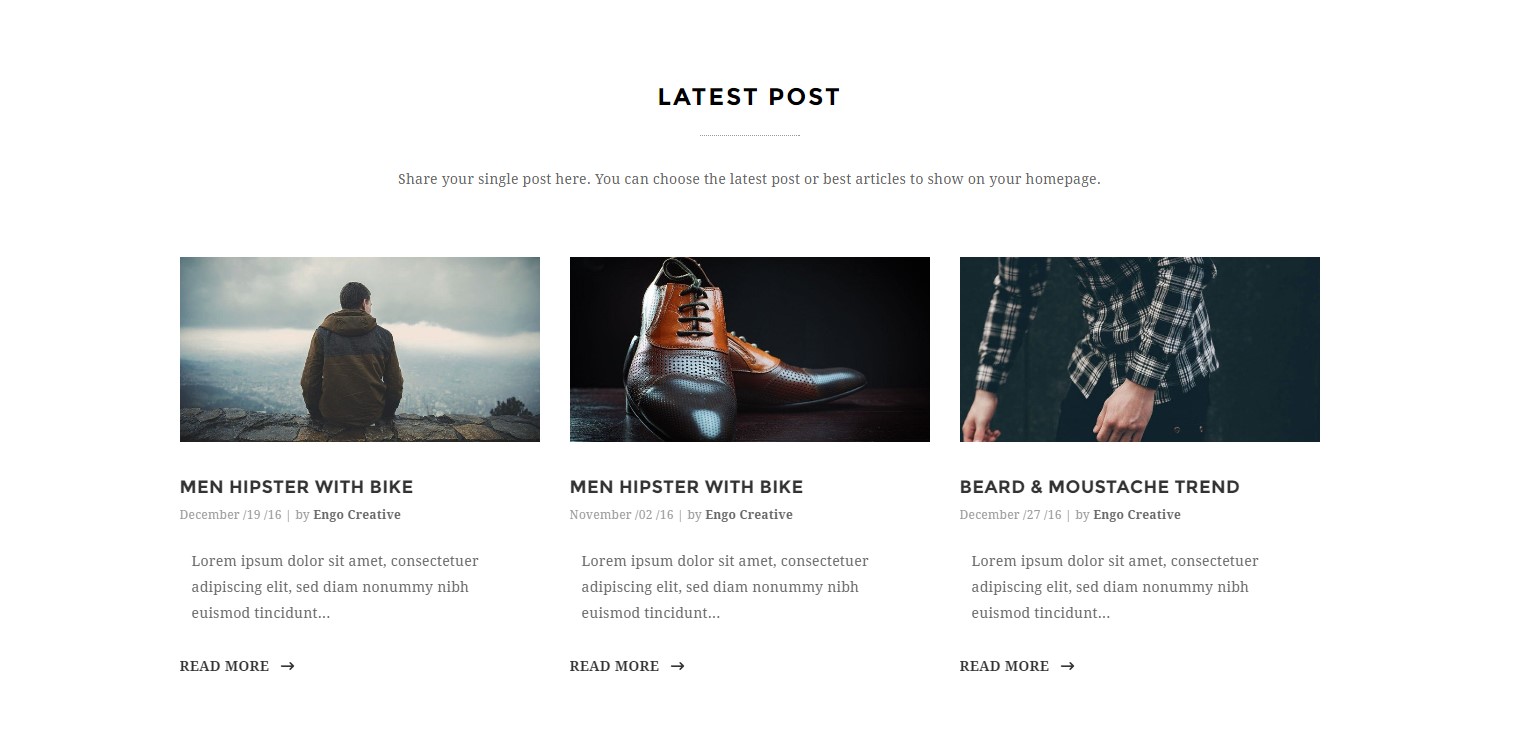 LATEST POST
Share your single post here. You can choose the latest post or best articles to show on your homepage.
MEN HIPSTER WITH BIKE
December /19 /16 | by Engo Creative
Lorem ipsum dolor sit amet, consectetuer
adipiscing elit, sed diam nonummy nibh
euismod tincidunt...
READ MORE →
MEN HIPSTER WITH BIKE
November /02 /16 | by Engo Creative
Lorem ipsum dolor sit amet, consectetuer
adipiscing elit, sed diam nonummy nibh
euismod tincidunt...
READ MORE →
BEARD & MOUSTACHE TREND
December /27 /16 | by Engo Creative
Lorem ipsum dolor sit amet, consectetuer
adipiscing elit, sed diam nonummy nibh
euismod tincidunt...
READ MORE →